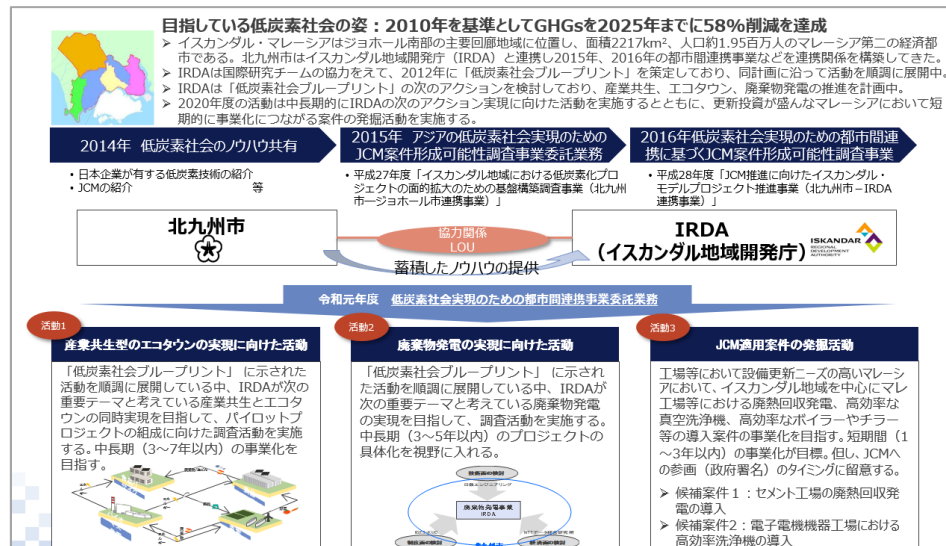 目指している低炭素社会の姿：2010年を基準としてGHGsを2025年までに58%削減を達成
➢ イスカンダル・マレーシアはジョホール南部の主要回廊地域に位置し、面積2217km²、人口約1.95百万人のマレーシア第二の経済都
市である。北九州市はイスカンダル地域開発庁（IRDA）と連携し2015年、2016年の都市間連携事業などを連携関係を構築してきた。
➢ IRDAは国際研究チームの協力をえて、2012年に「低炭素社会ブループリント」を策定しており、同計画に沿って活動を順調に展開中。
➢ IRDAは「低炭素社会ブループリント」の次のアクションを検討しており、産業共生、エコタウン、廃棄物発電の推進を計画中。
➢ 2020年度の活動は中長期的にIRDAの次のアクション実現に向けた活動を実施するとともに、更新投資が盛んなマレーシアにおいて短
期的に事業化につながる案件の発掘活動を実施する。
2014年 低炭素社会のノウハウ共有
2015年 アジアの低炭素社会実現のための
JCM案件形成可能性調査事業委託業務
2016年低炭素社会実現のための都市間連
携に基づくJCM案件形成可能性調査事業
・日本企業が有する低炭素技術の紹介
・JCMの紹介 等
・平成27年度「イスカンダル地域における低炭素化プロ
ジェクトの面的拡大のための基盤構築調査事業（北九州
市ージョホール市連携事業）」
・平成28年度「JCM推進に向けたイスカンダル・
モデルプロジェクト推進事業（北九州市－IRDA
連携事業）」
北九州市
協力関係
LOU
蓄積したノウハウの提供
IRDA
（イスカンダル地域開発庁）
ISKANDAR
REGIONAL
DEVELOPMENT
AUTHORITY
令和元年度 低炭素社会実現のための都市間連携事業委託業務
活動1
産業共生型のエコタウンの実現に向けた活動
「低炭素社会ブループリント」 に示された
活動を順調に展開している中、IRDAが次の
重要テーマと考えている産業共生とエコタ
ウンの同時実現を目指して、パイロットプ
ロジェクトの組成に向けた調査活動を実施
する。中長期（3～7年以内）の事業化を
目指す。
活動2
廃棄物発電の実現に向けた活動
「低炭素社会ブループリント」 に示され
た活動を順調に展開している中、IRDAが
次の重要テーマと考えている廃棄物発電
の実現を目指して、調査活動を実施する。
中長期（3～5年以内）のプロジェクトの
具体化を視野に入れる。
廃棄物発電事業
IRDA
活動3
JCM適用案件の発掘活動
工場等において設備更新ニーズの高いマレーシ
アにおいて、イスカンダル地域を中心にマレ
工場等における廃熱回収発電、高効率な
真空洗浄機、高効率なボイラーやチラー
等の導入案件の事業化を目指す。短期間（1
～3年以内）の事業化が目標。但し、JCMへ
の参画（政府署名）のタイミングに留意する。
➢ 候補案件１：セメント工場の廃熱回収発
電の導入
➢ 候補案件2：電子電機機器工場における
高効率洗浄機の導入